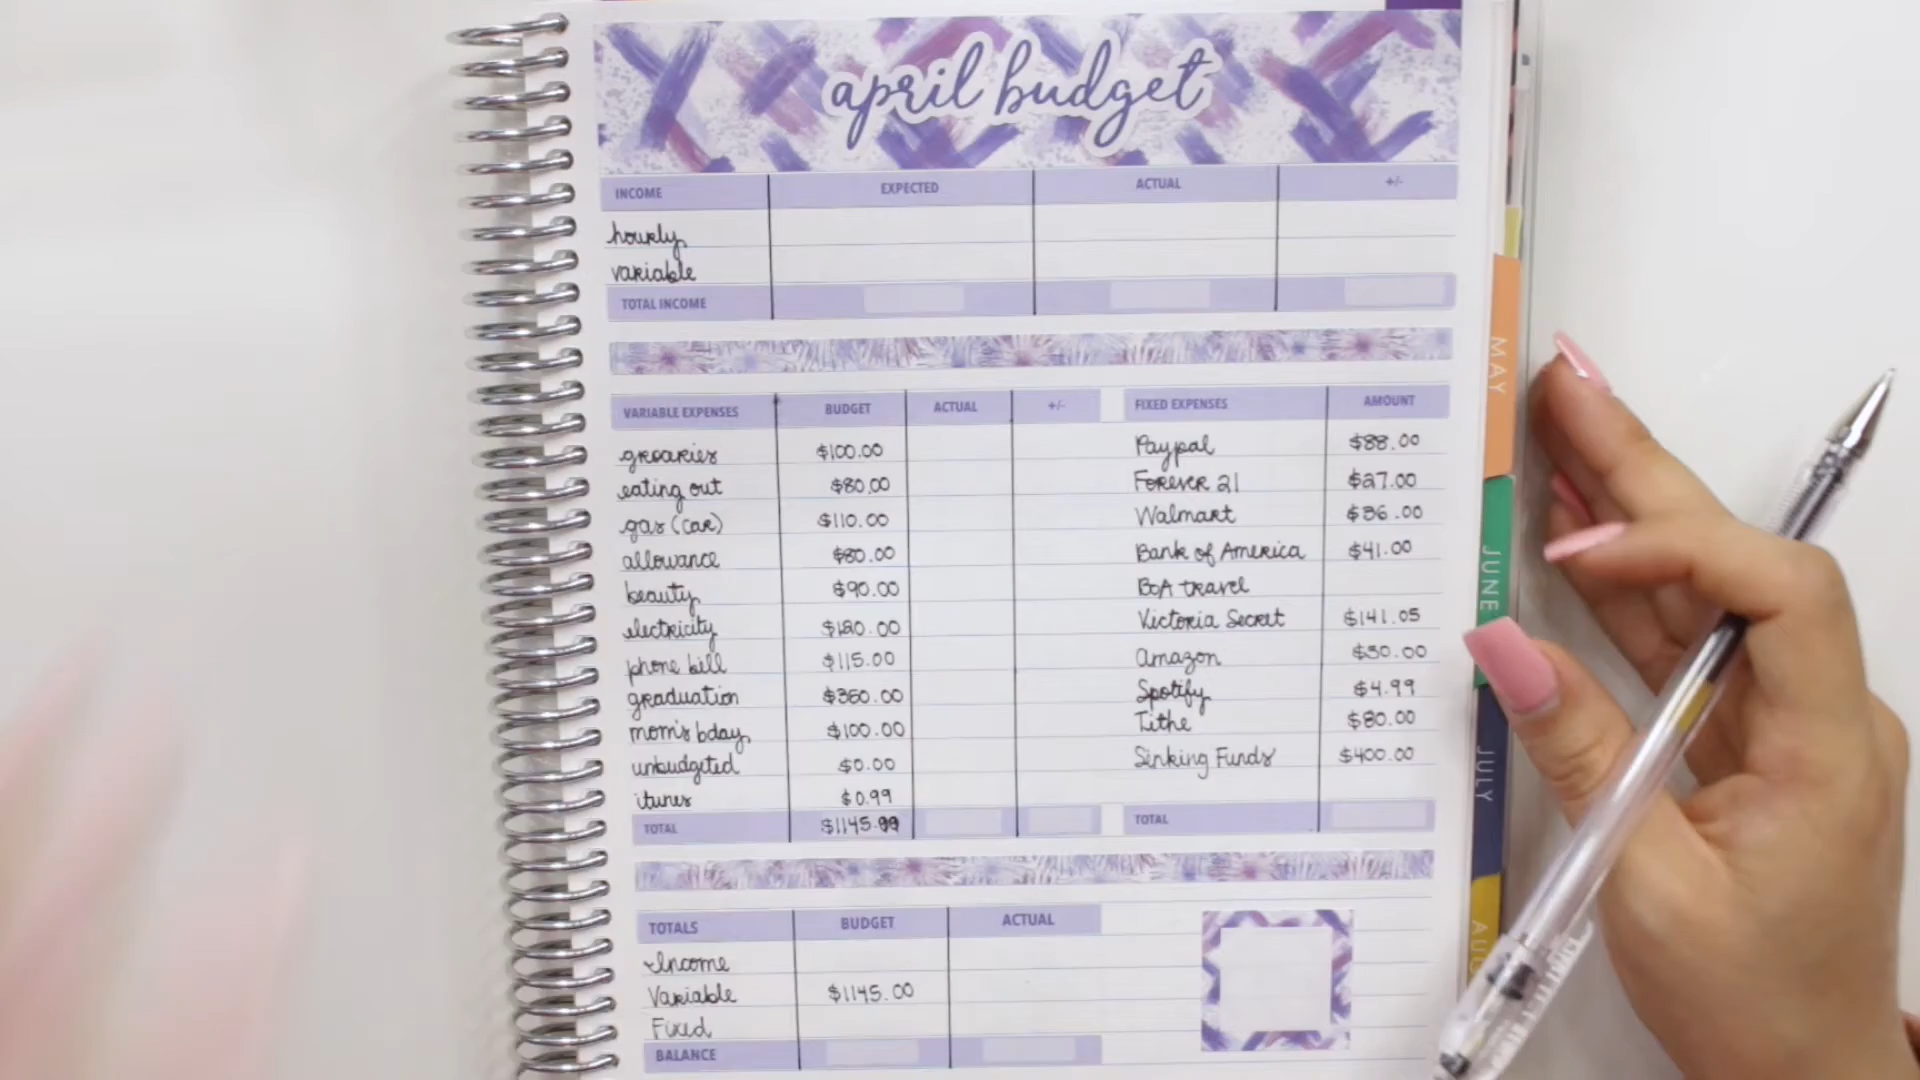 april budget
INCOME EXPECTED ACTUAL +/-
hourly
variable
TOTAL INCOME
VARIABLE EXPENSES BUDGET ACTUAL +/-
groceries $100.00
eating out $80.00
gas (car) $110.00
allowance $80.00
beauty $90.00
electricity $120.00
phone bill $115.00
graduation $350.00
mom's bday $100.00
unbudgeted $0.00
itunes $0.99
TOTAL $1145.99
FIXED EXPENSES AMOUNT
Paypal $88.00
Forever 21 $27.00
Walmart $36.00
Bank of America $41.00
BOA travel
Victoria Secret $141.05
Amazon $30.00
Spotify $4.99
Tithe $80.00
Sinking Funds $400.00
TOTAL
TOTALS BUDGET ACTUAL
Income
Variable $1145.00
Fixed
BALANCE
MAY
JUNE
JULY
AU